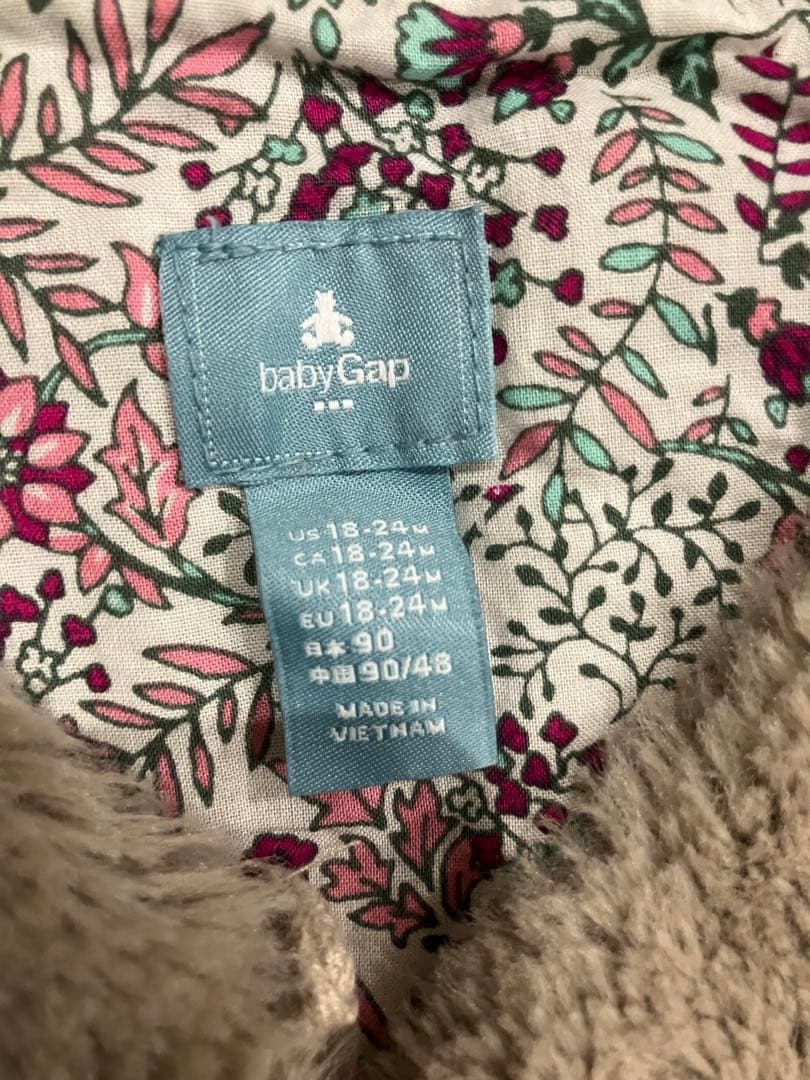 babyGap
US 18-24M
CA 18-24M
UK 18-24M
EU 18-24M
日本 90
中国 90/48
MADE IN
VIETNAM